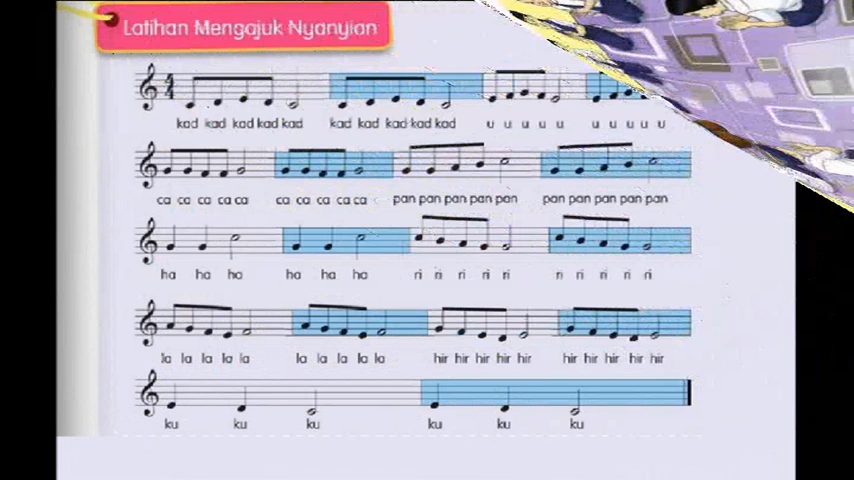 Latihan Mengajuk Nyanyian
4
4
kad kad kad kad kad kad kad kad kad kad u u u u u u u u u u
ca ca ca ca ca ca ca ca ca ca pan pan pan pan pan pan pan pan pan pan
ha ha ha ha ha ha ri ri ri ri ri ri ri ri ri ri
la la la la la la la la la la hir hir hir hir hir hir hir hir hir hir
ku ku ku ku ku ku